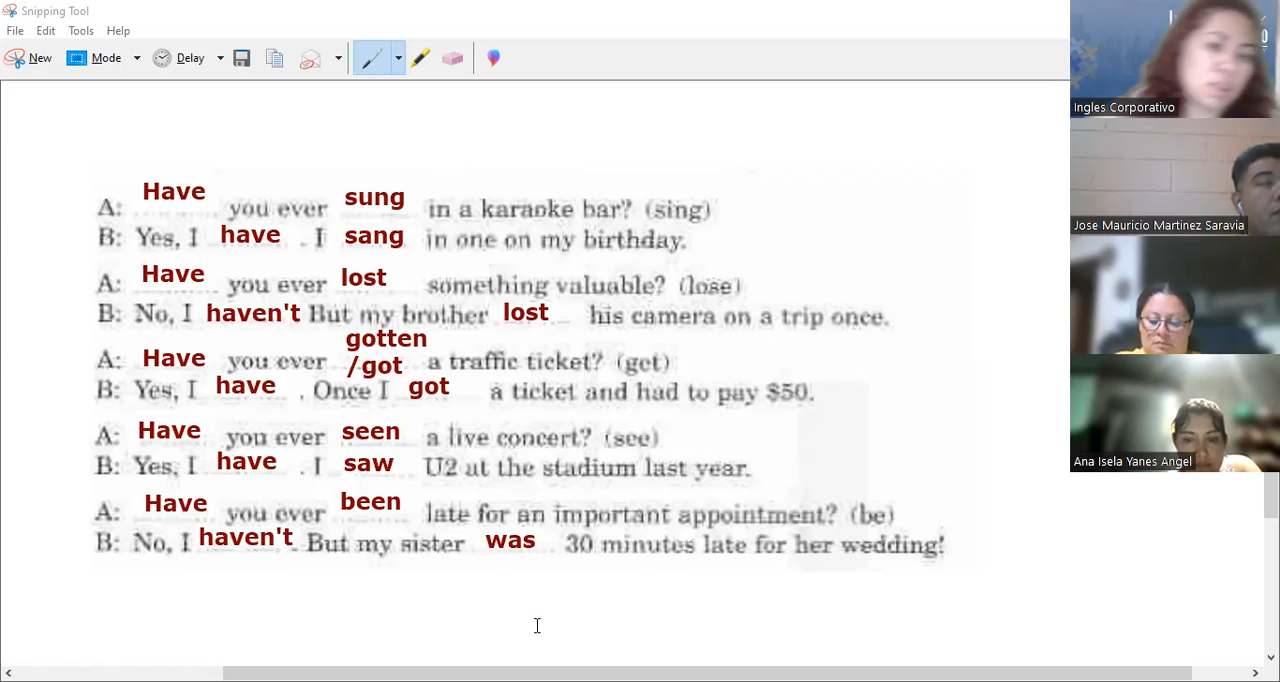 Snipping Tool
File Edit Tools Help
New Mode Delay
Ingles Corporativo
Jose Mauricio Martinez Saravia
Ana Isela Yanes Angel
A: Have you ever sung in a karaoke bar? (sing)
B: Yes, I have . I sang in one on my birthday.
A: Have you ever lost something valuable? (lose)
B: No, I haven't But my brother lost his camera on a trip once.
A: Have you ever gotten /got a traffic ticket? (get)
B: Yes, I have . Once I got a ticket and had to pay $50.
A: Have you ever seen a live concert? (see)
B: Yes, I have . I saw U2 at the stadium last year.
A: Have you ever been late for an important appointment? (be)
B: No, I haven't . But my sister was 30 minutes late for her wedding!